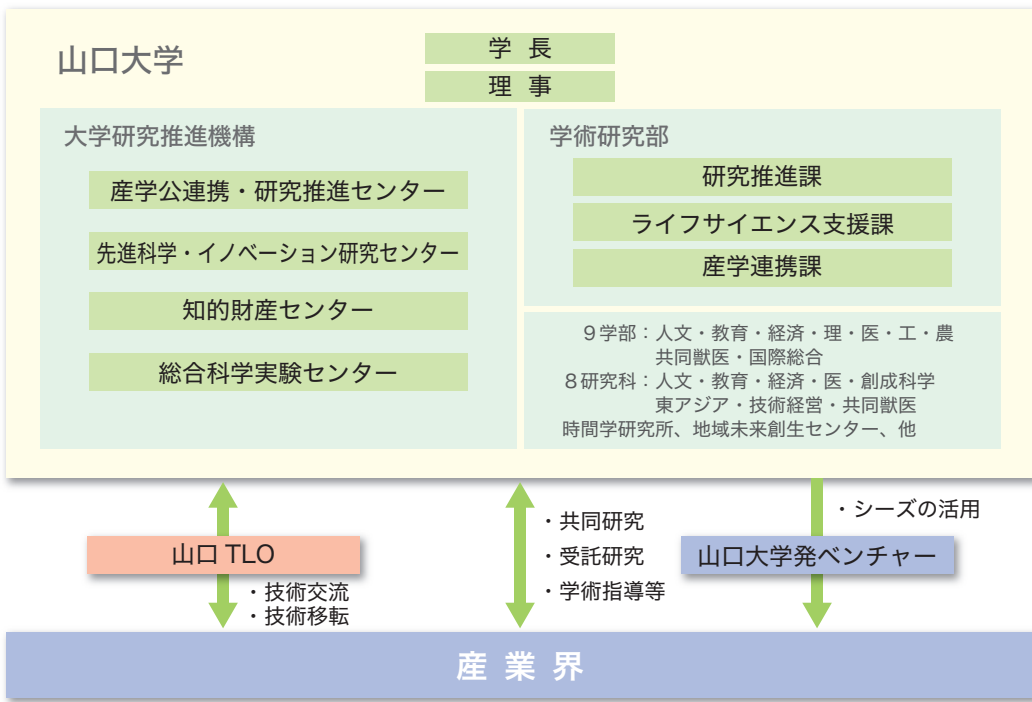 山口大学
学 長
理 事
大学研究推進機構
産学公連携・研究推進センター
先進科学・イノベーション研究センター
知的財産センター
総合科学実験センター
学術研究部
研究推進課
ライフサイエンス支援課
産学連携課
9学部：人文・教育・経済・理・医・工・農
共同獣医・国際総合
8研究科：人文・教育・経済・医・創成科学
東アジア・技術経営・共同獣医
時間学研究所、地域未来創生センター、他
山口 TLO
・技術交流
・技術移転
・共同研究
・受託研究
・学術指導等
・シーズの活用
山口大学発ベンチャー
産 業 界